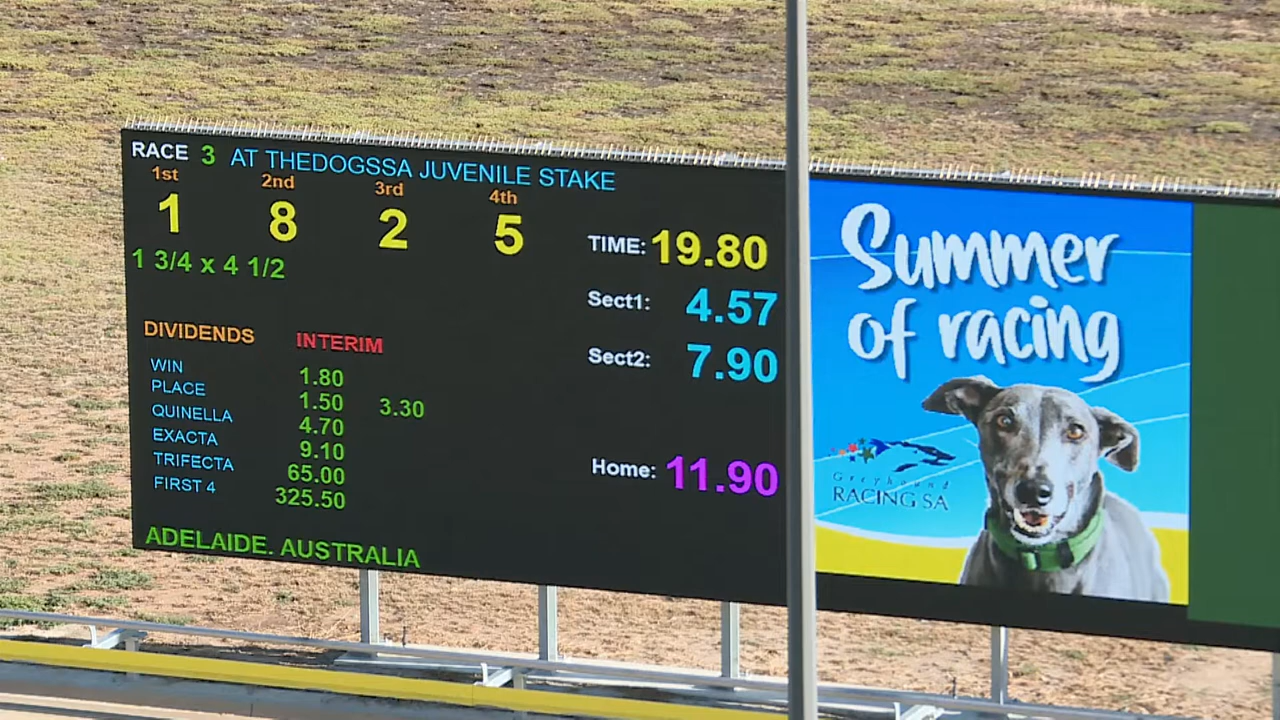 RACE 3 AT THEDOGSSA JUVENILE STAKE
1st 2nd 3rd 4th
1 8 2 5
1 3/4 x 4 1/2
TIME: 19.80
Sect1: 4.57
Sect2: 7.90
Home: 11.90
DIVIDENDS INTERIM
WIN 1.80
PLACE 1.50 3.30
QUINELLA 4.70
EXACTA 9.10
TRIFECTA 65.00
FIRST 4 325.50
ADELAIDE. AUSTRALIA
Summer
of racing
Greyhound
RACING SA